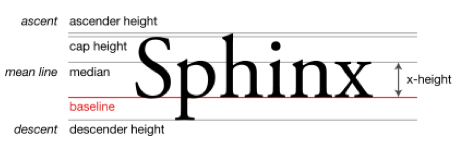 ascent ascender height
cap height
Sphinx
mean line median
x-height
baseline
descent descender height